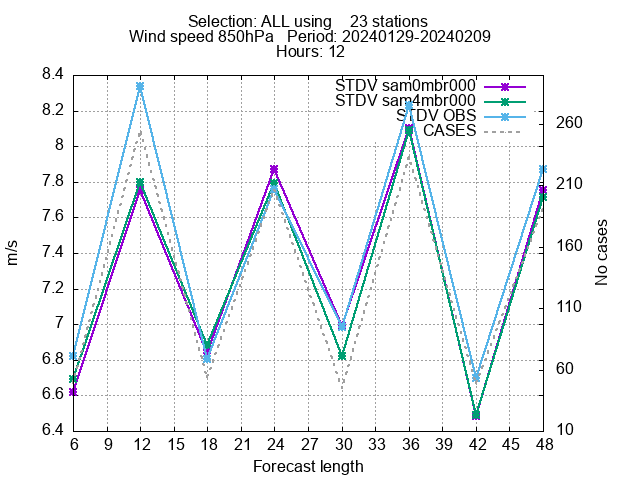 Selection: ALL using 23 stations
Wind speed 850hPa Period: 20240129-20240209
Hours: 12
STDV sam0mbr000
STDV sam4mbr000
STDV OBS
CASES
8.4
8.2
8
7.8
7.6
7.4
7.2
7
6.8
6.6
6.4
m/s
260
210
160
110
60
10
No cases
6 9 12 15 18 21 24 27 30 33 36 39 42 45 48
Forecast length